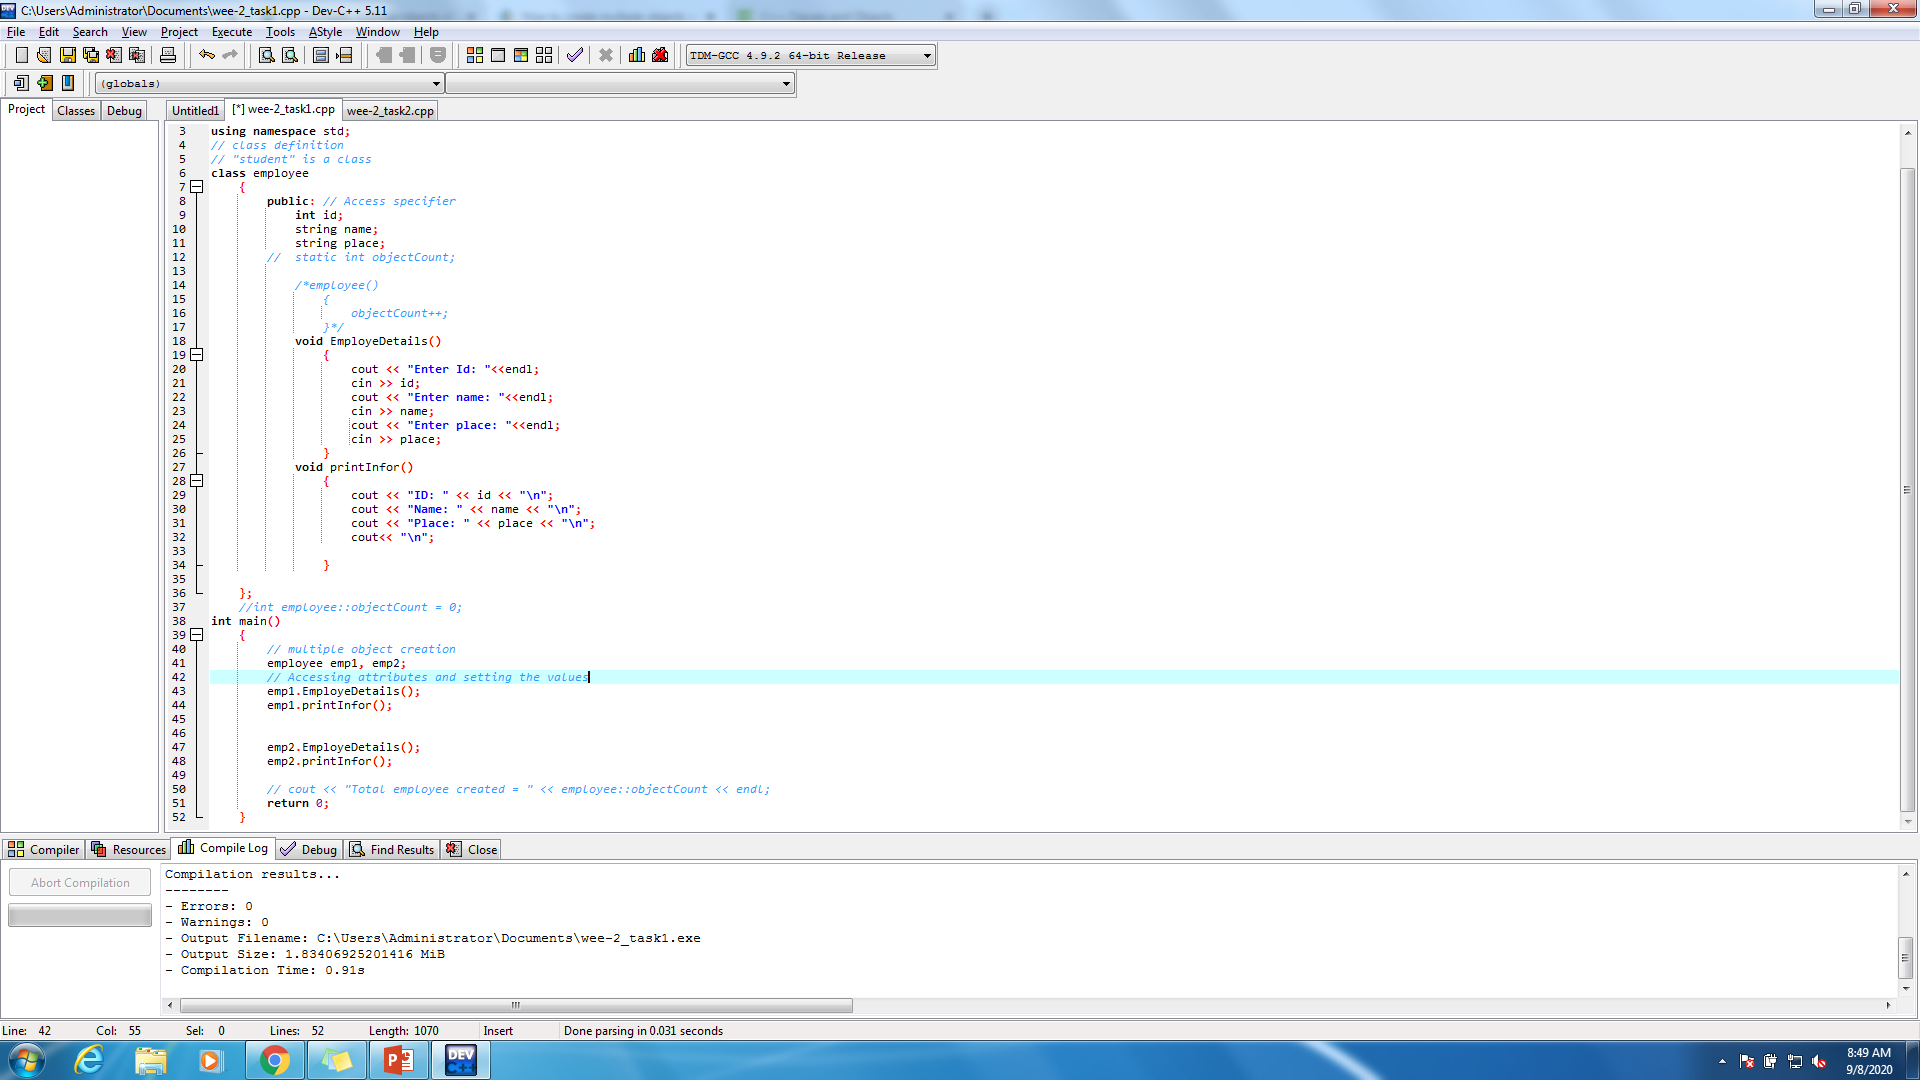 C:\Users\Administrator\Documents\wee-2_task1.cpp - Dev-C++ 5.11
File Edit Search View Project Execute Tools AStyle Window Help
TDM-GCC 4.9.2 64-bit Release
(globals)
Project Classes Debug
Untitled1 [*] wee-2_task1.cpp wee-2_task2.cpp
3 using namespace std;
4 // class definition
5 // "student" is a class
6 class employee
7 {
8 public: // Access specifier
9 int id;
10 string name;
11 string place;
12 // static int objectCount;
13
14 /*employee()
15 {
16 objectCount++;
17 }*/
18 void EmployeDetails()
19 {
20 cout << "Enter Id: "<<endl;
21 cin >> id;
22 cout << "Enter name: "<<endl;
23 cin >> name;
24 cout << "Enter place: "<<endl;
25 cin >> place;
26 }
27 void printInfor()
28 {
29 cout << "ID: " << id << "\n";
30 cout << "Name: " << name << "\n";
31 cout << "Place: " << place << "\n";
32 cout<< "\n";
33
34 }
35
36 };
37 //int employee::objectCount = 0;
38 int main()
39 {
40 // multiple object creation
41 employee emp1, emp2;
42 // Accessing attributes and setting the values
43 emp1.EmployeDetails();
44 emp1.printInfor();
45
46
47 emp2.EmployeDetails();
48 emp2.printInfor();
49
50 // cout << "Total employee created = " << employee::objectCount << endl;
51 return 0;
52 }
Compiler Resources Compile Log Debug Find Results Close
Abort Compilation
Compilation results...
--------
- Errors: 0
- Warnings: 0
- Output Filename: C:\Users\Administrator\Documents\wee-2_task1.exe
- Output Size: 1.83406925201416 MiB
- Compilation Time: 0.91s
Line: 42 Col: 55 Sel: 0 Lines: 52 Length: 1070 Insert Done parsing in 0.031 seconds
DEV C++
8:49 AM
9/8/2020